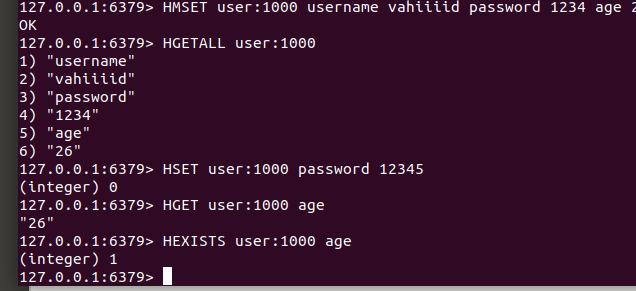 127.0.0.1:6379> HMSET user:1000 username vahiiiid password 1234 age 2
OK
127.0.0.1:6379> HGETALL user:1000
1) "username"
2) "vahiiiid"
3) "password"
4) "1234"
5) "age"
6) "26"
127.0.0.1:6379> HSET user:1000 password 12345
(integer) 0
127.0.0.1:6379> HGET user:1000 age
"26"
127.0.0.1:6379> HEXISTS user:1000 age
(integer) 1
127.0.0.1:6379>